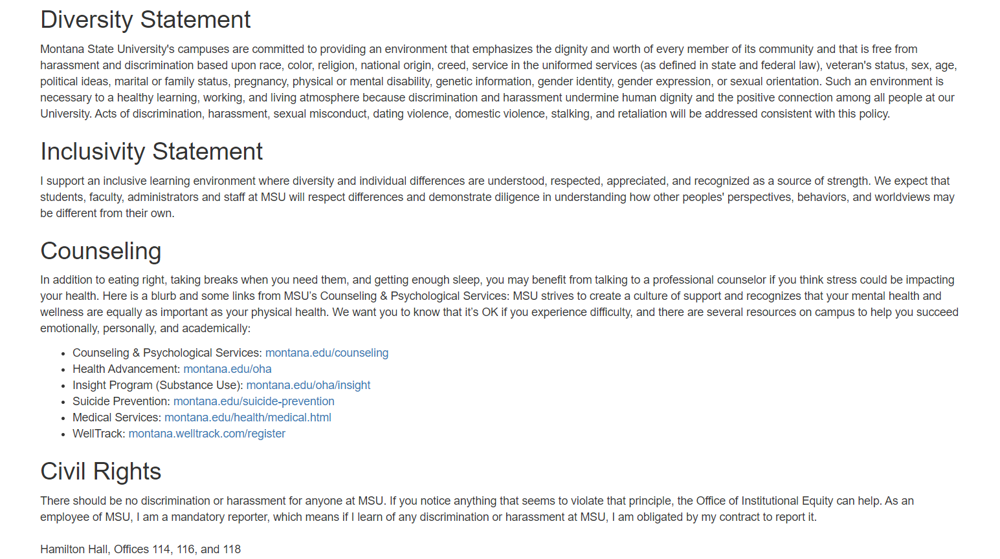 Diversity Statement
Montana State University's campuses are committed to providing an environment that emphasizes the dignity and worth of every member of its community and that is free from
harassment and discrimination based upon race, color, religion, national origin, creed, service in the uniformed services (as defined in state and federal law), veteran's status, sex, age,
political ideas, marital or family status, pregnancy, physical or mental disability, genetic information, gender identity, gender expression, or sexual orientation. Such an environment is
necessary to a healthy learning, working, and living atmosphere because discrimination and harassment undermine human dignity and the positive connection among all people at our
University. Acts of discrimination, harassment, sexual misconduct, dating violence, domestic violence, stalking, and retaliation will be addressed consistent with this policy.
Inclusivity Statement
I support an inclusive learning environment where diversity and individual differences are understood, respected, appreciated, and recognized as a source of strength. We expect that
students, faculty, administrators and staff at MSU will respect differences and demonstrate diligence in understanding how other peoples' perspectives, behaviors, and worldviews may
be different from their own.
Counseling
In addition to eating right, taking breaks when you need them, and getting enough sleep, you may benefit from talking to a professional counselor if you think stress could be impacting
your health. Here is a blurb and some links from MSU’s Counseling & Psychological Services: MSU strives to create a culture of support and recognizes that your mental health and
wellness are equally as important as your physical health. We want you to know that it’s OK if you experience difficulty, and there are several resources on campus to help you succeed
emotionally, personally, and academically:
• Counseling & Psychological Services: montana.edu/counseling
• Health Advancement: montana.edu/oha
• Insight Program (Substance Use): montana.edu/oha/insight
• Suicide Prevention: montana.edu/suicide-prevention
• Medical Services: montana.edu/health/medical.html
• WellTrack: montana.welltrack.com/register
Civil Rights
There should be no discrimination or harassment for anyone at MSU. If you notice anything that seems to violate that principle, the Office of Institutional Equity can help. As an
employee of MSU, I am a mandatory reporter, which means if I learn of any discrimination or harassment at MSU, I am obligated by my contract to report it.
Hamilton Hall, Offices 114, 116, and 118